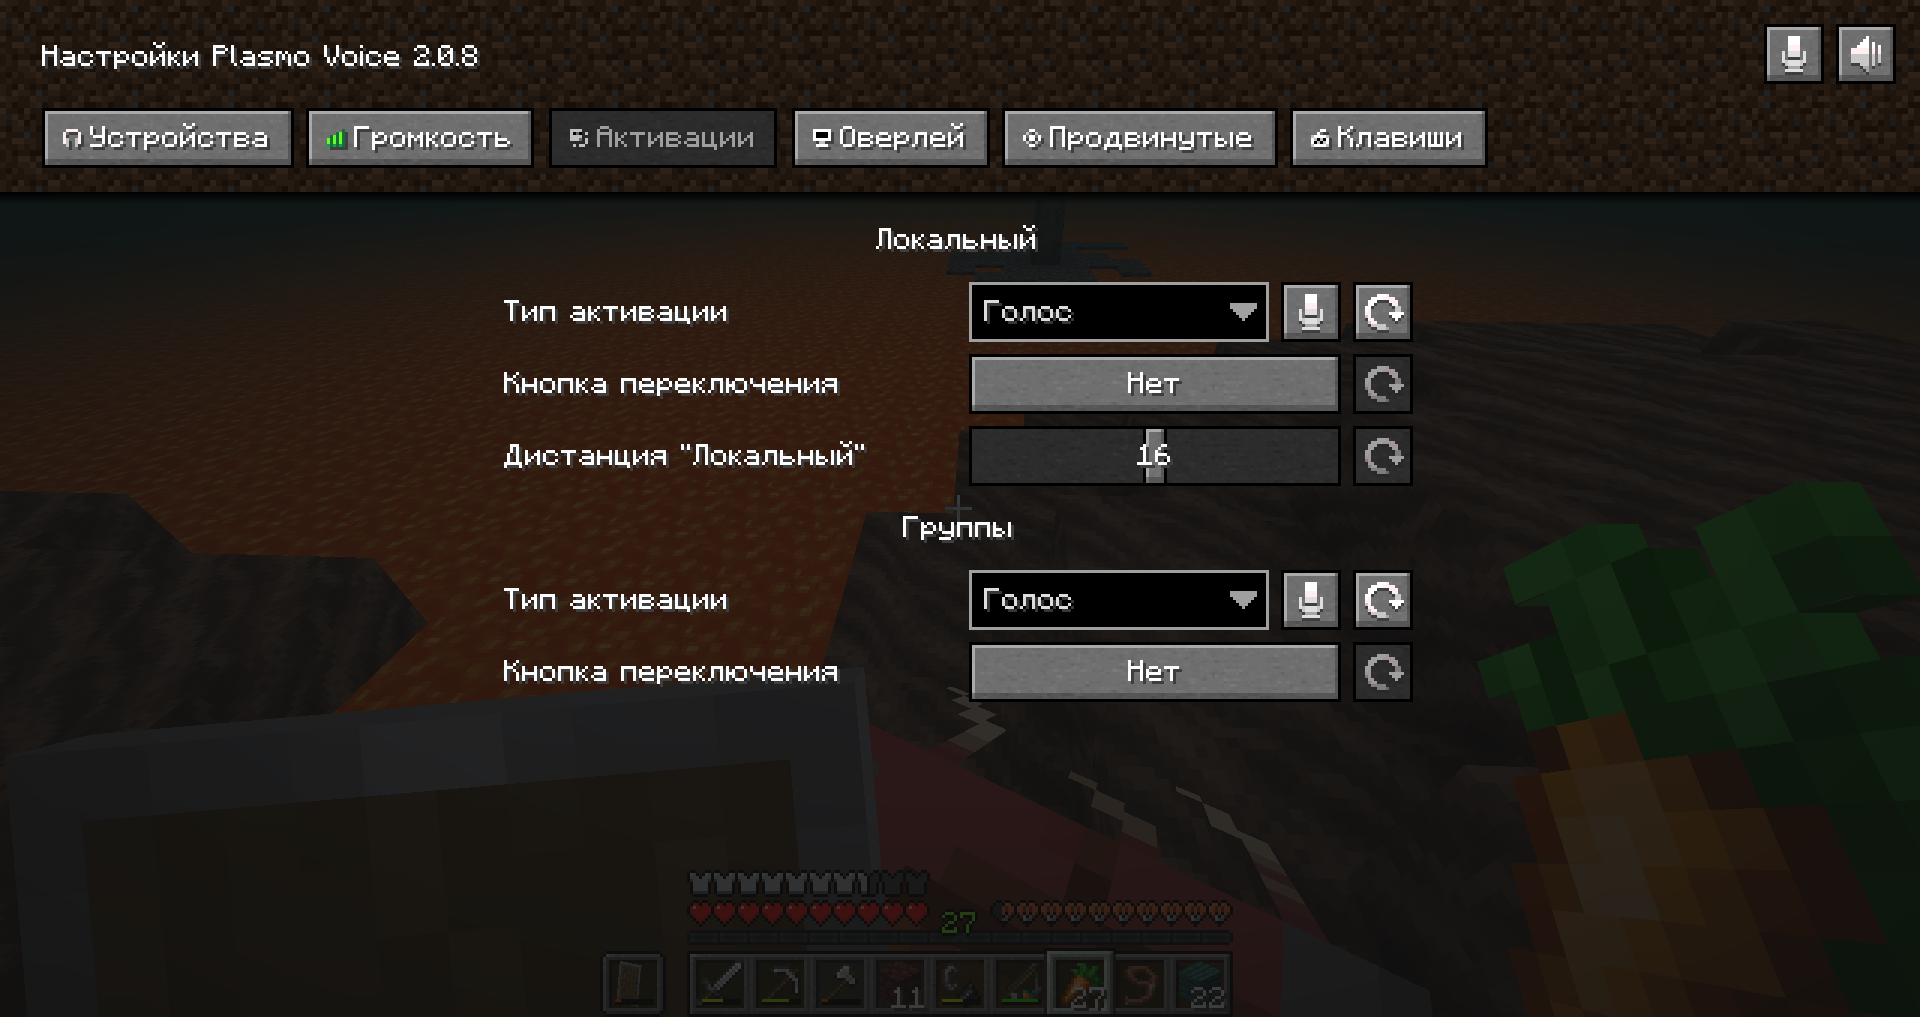 Настройки Plasmo Voice 2.0.8
Устройства Громкость Активации Оверлей Продвинутые Клавиши
Локальный
Тип активации Голос
Кнопка переключения Нет
Дистанция "Локальный" 16
Группы
Тип активации Голос
Кнопка переключения Нет
27
11 27 22